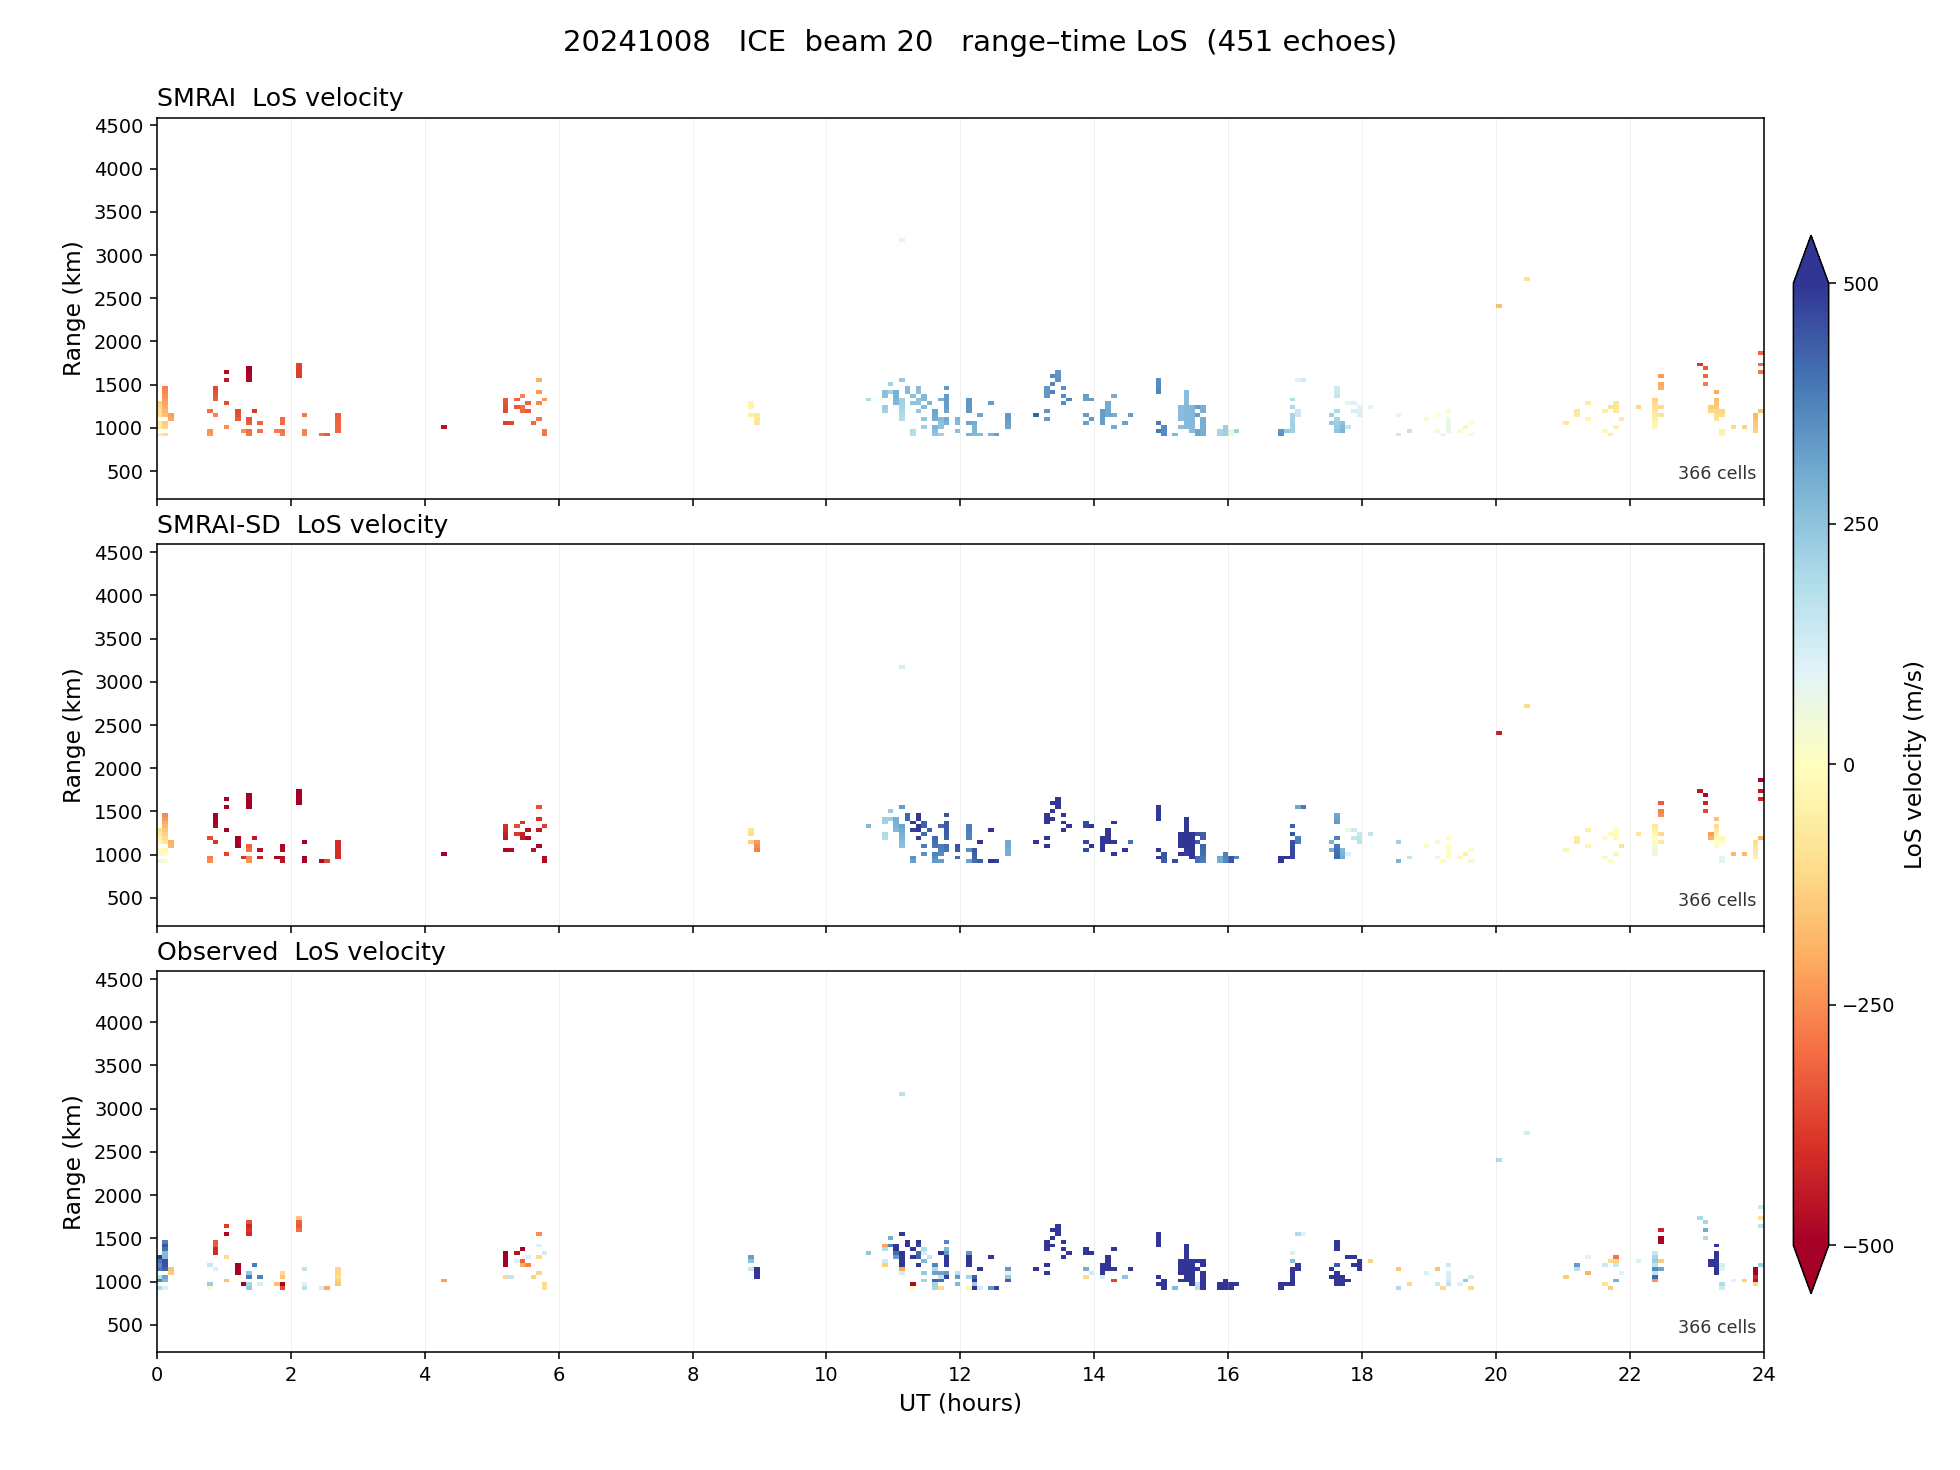 20241008   ICE  beam 20   range–time LoS  (451 echoes)
SMRAI  LoS velocity
4500
4000
3500
3000
2500
2000
1500
1000
500
Range (km)
366 cells
SMRAI-SD  LoS velocity
4500
4000
3500
3000
2500
2000
1500
1000
500
Range (km)
366 cells
Observed  LoS velocity
4500
4000
3500
3000
2500
2000
1500
1000
500
Range (km)
366 cells
0 2 4 6 8 10 12 14 16 18 20 22 24
UT (hours)
500
250
0
−250
−500
LoS velocity (m/s)